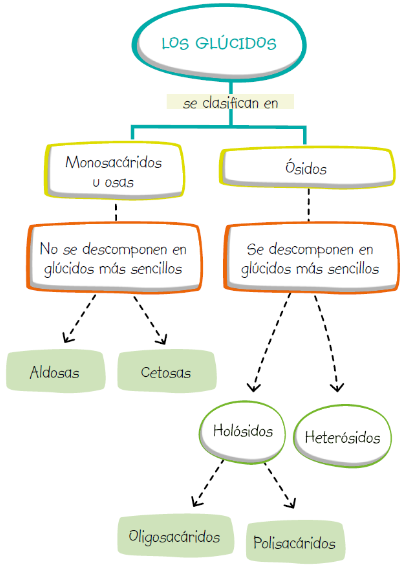 LOS GLÚCIDOS
se clasifican en
Monosacáridos
u osas
Ósidos
No se descomponen en
glúcidos más sencillos
Se descomponen en
glúcidos más sencillos
Aldosas
Cetosas
Holósidos
Heterósidos
Oligosacáridos
Polisacáridos